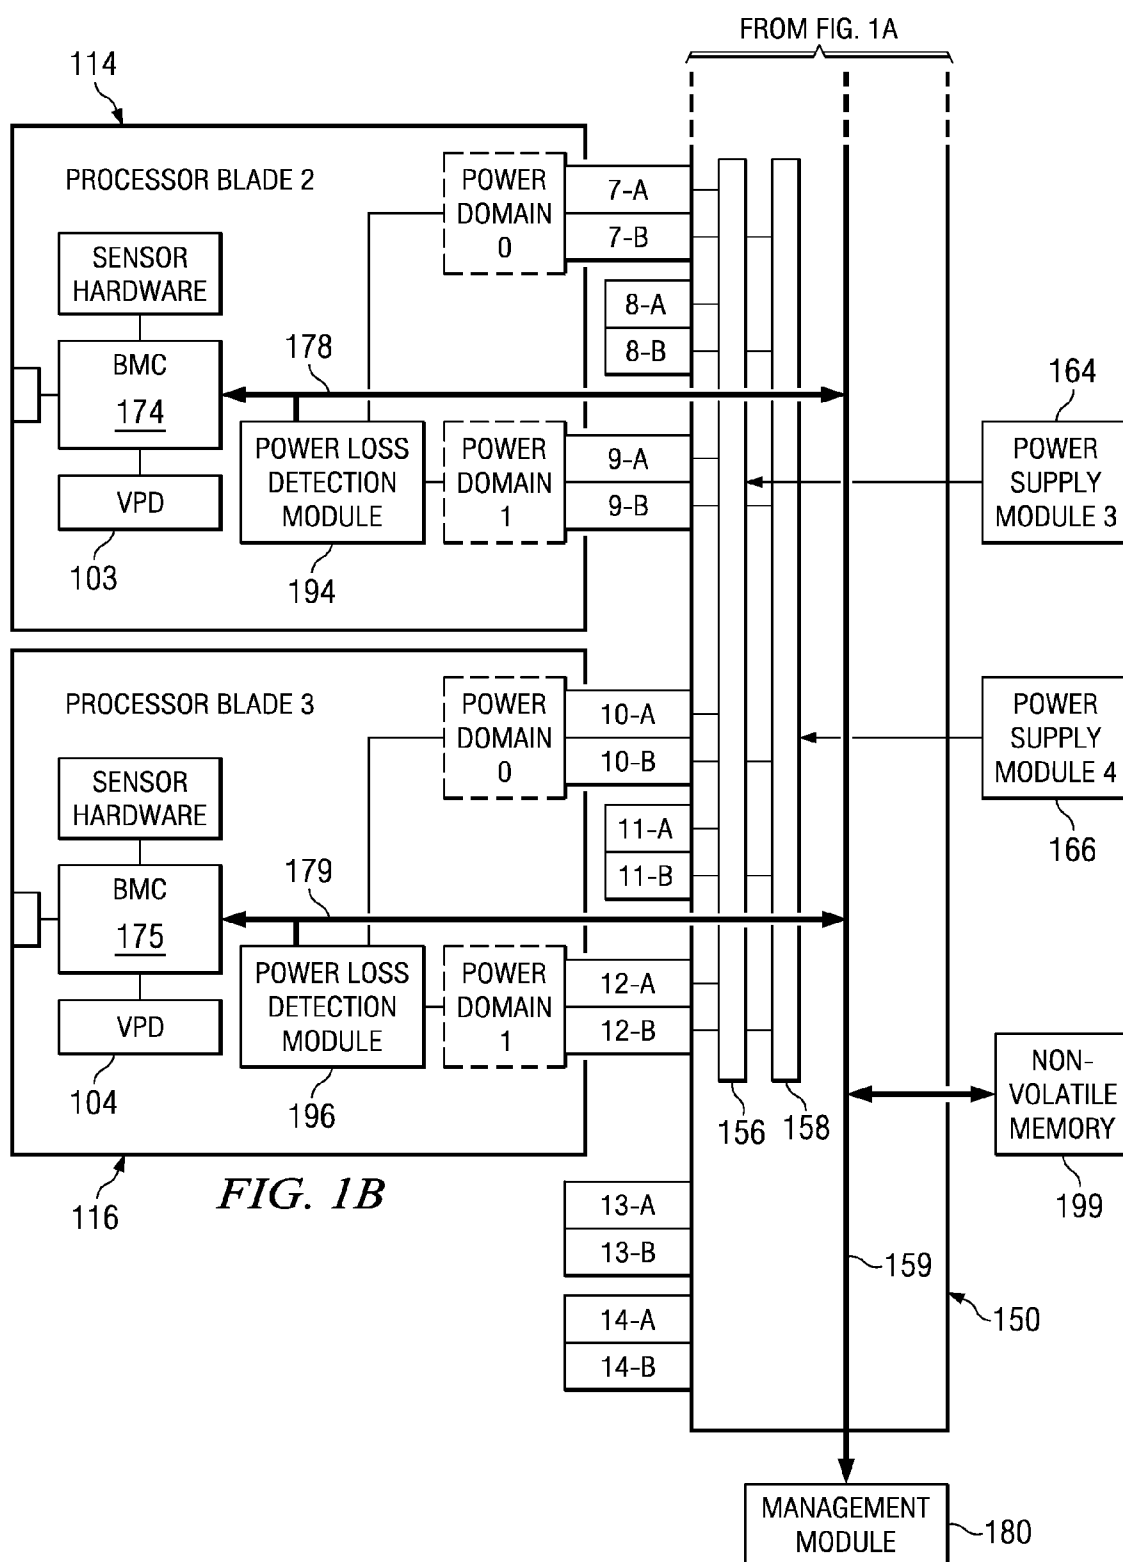 FROM FIG. 1A
114
PROCESSOR BLADE 2
POWER
DOMAIN
0
7-A
7-B
SENSOR
HARDWARE
8-A
8-B
178
BMC
174
164
POWER LOSS
DETECTION
MODULE
POWER
DOMAIN
1
9-A
9-B
POWER
SUPPLY
MODULE 3
VPD
103
194
PROCESSOR BLADE 3
POWER
DOMAIN
0
10-A
10-B
POWER
SUPPLY
MODULE 4
SENSOR
HARDWARE
11-A
11-B
166
179
BMC
175
POWER LOSS
DETECTION
MODULE
POWER
DOMAIN
1
12-A
12-B
VPD
104
196
156
158
NON-
VOLATILE
MEMORY
199
116
FIG. 1B
13-A
13-B
159
150
14-A
14-B
MANAGEMENT
MODULE
180